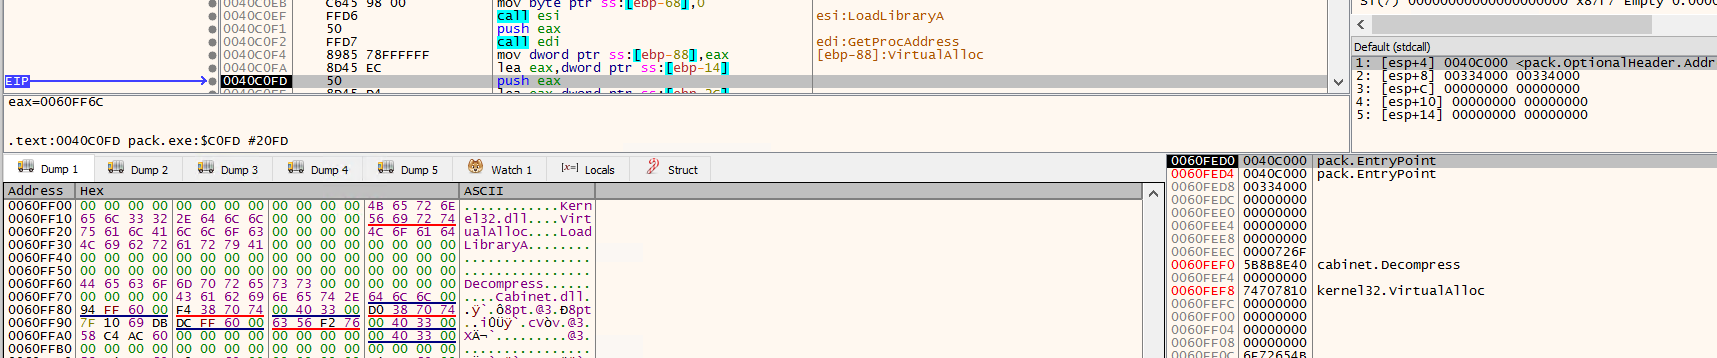 0040C0EB C645 98 00 mov byte ptr ss:[ebp-68],0
0040C0EF FFD6 call esi esi:LoadLibraryA
0040C0F1 50 push eax
0040C0F2 FFD7 call edi edi:GetProcAddress
0040C0F4 8985 78FFFFFF mov dword ptr ss:[ebp-88],eax [ebp-88]:VirtualAlloc
0040C0FA 8D45 EC lea eax,dword ptr ss:[ebp-14]
EIP 0040C0FD 50 push eax
eax=0060FF6C
.text:0040C0FD pack.exe:$C0FD #20FD
Default (stdcall)
1: [esp+4] 0040C000 <pack.OptionalHeader.Addr
2: [esp+8] 00334000 00334000
3: [esp+C] 00000000 00000000
4: [esp+10] 00000000 00000000
5: [esp+14] 00000000 00000000
Dump 1 Dump 2 Dump 3 Dump 4 Dump 5 Watch 1 [x=] Locals Struct
Address Hex ASCII
0060FF00 00 00 00 00 00 00 00 00 00 00 00 00 4B 65 72 6E ............Kern
0060FF10 65 6C 33 32 2E 64 6C 6C 00 00 00 00 56 69 72 74 el32.dll....Virt
0060FF20 75 61 6C 41 6C 6C 6F 63 00 00 00 00 4C 6F 61 64 ualAlloc....Load
0060FF30 4C 69 62 72 61 72 79 41 00 00 00 00 00 00 00 00 LibraryA........
0060FF40 00 00 00 00 00 00 00 00 00 00 00 00 00 00 00 00 ................
0060FF50 00 00 00 00 00 00 00 00 00 00 00 00 00 00 00 00 ................
0060FF60 44 65 63 6F 6D 70 72 65 73 73 00 00 00 00 00 00 Decompress......
0060FF70 00 00 00 00 43 61 62 69 6E 65 74 2E 64 6C 6C 00 ....Cabinet.dll.
0060FF80 94 FF 60 00 F4 38 70 74 00 40 33 00 D0 38 70 74 .ÿ`.ô8pt.@3.Ð8pt
0060FF90 7F 10 69 DB DC FF 60 00 63 56 F2 76 00 40 33 00 ..iÛÜÿ`.cVòv.@3.
0060FFA0 58 C4 AC 60 00 00 00 00 00 00 00 00 00 40 33 00 XÄ¬`.........@3.
0060FFB0 00 00 00 00 00 00 00 00 00 00 00 00 00 00 00 00
0060FED0 0040C000 pack.EntryPoint
0060FED4 0040C000 pack.EntryPoint
0060FED8 00334000
0060FEDC 00000000
0060FEE0 00000000
0060FEE4 00000000
0060FEE8 00000000
0060FEEC 0000726F
0060FEF0 5B8B8E40 cabinet.Decompress
0060FEF4 00000000
0060FEF8 74707810 kernel32.VirtualAlloc
0060FEFC 00000000
0060FF00 00000000
0060FF04 00000000
0060FF08 00000000
0060FF0C 6E72654B